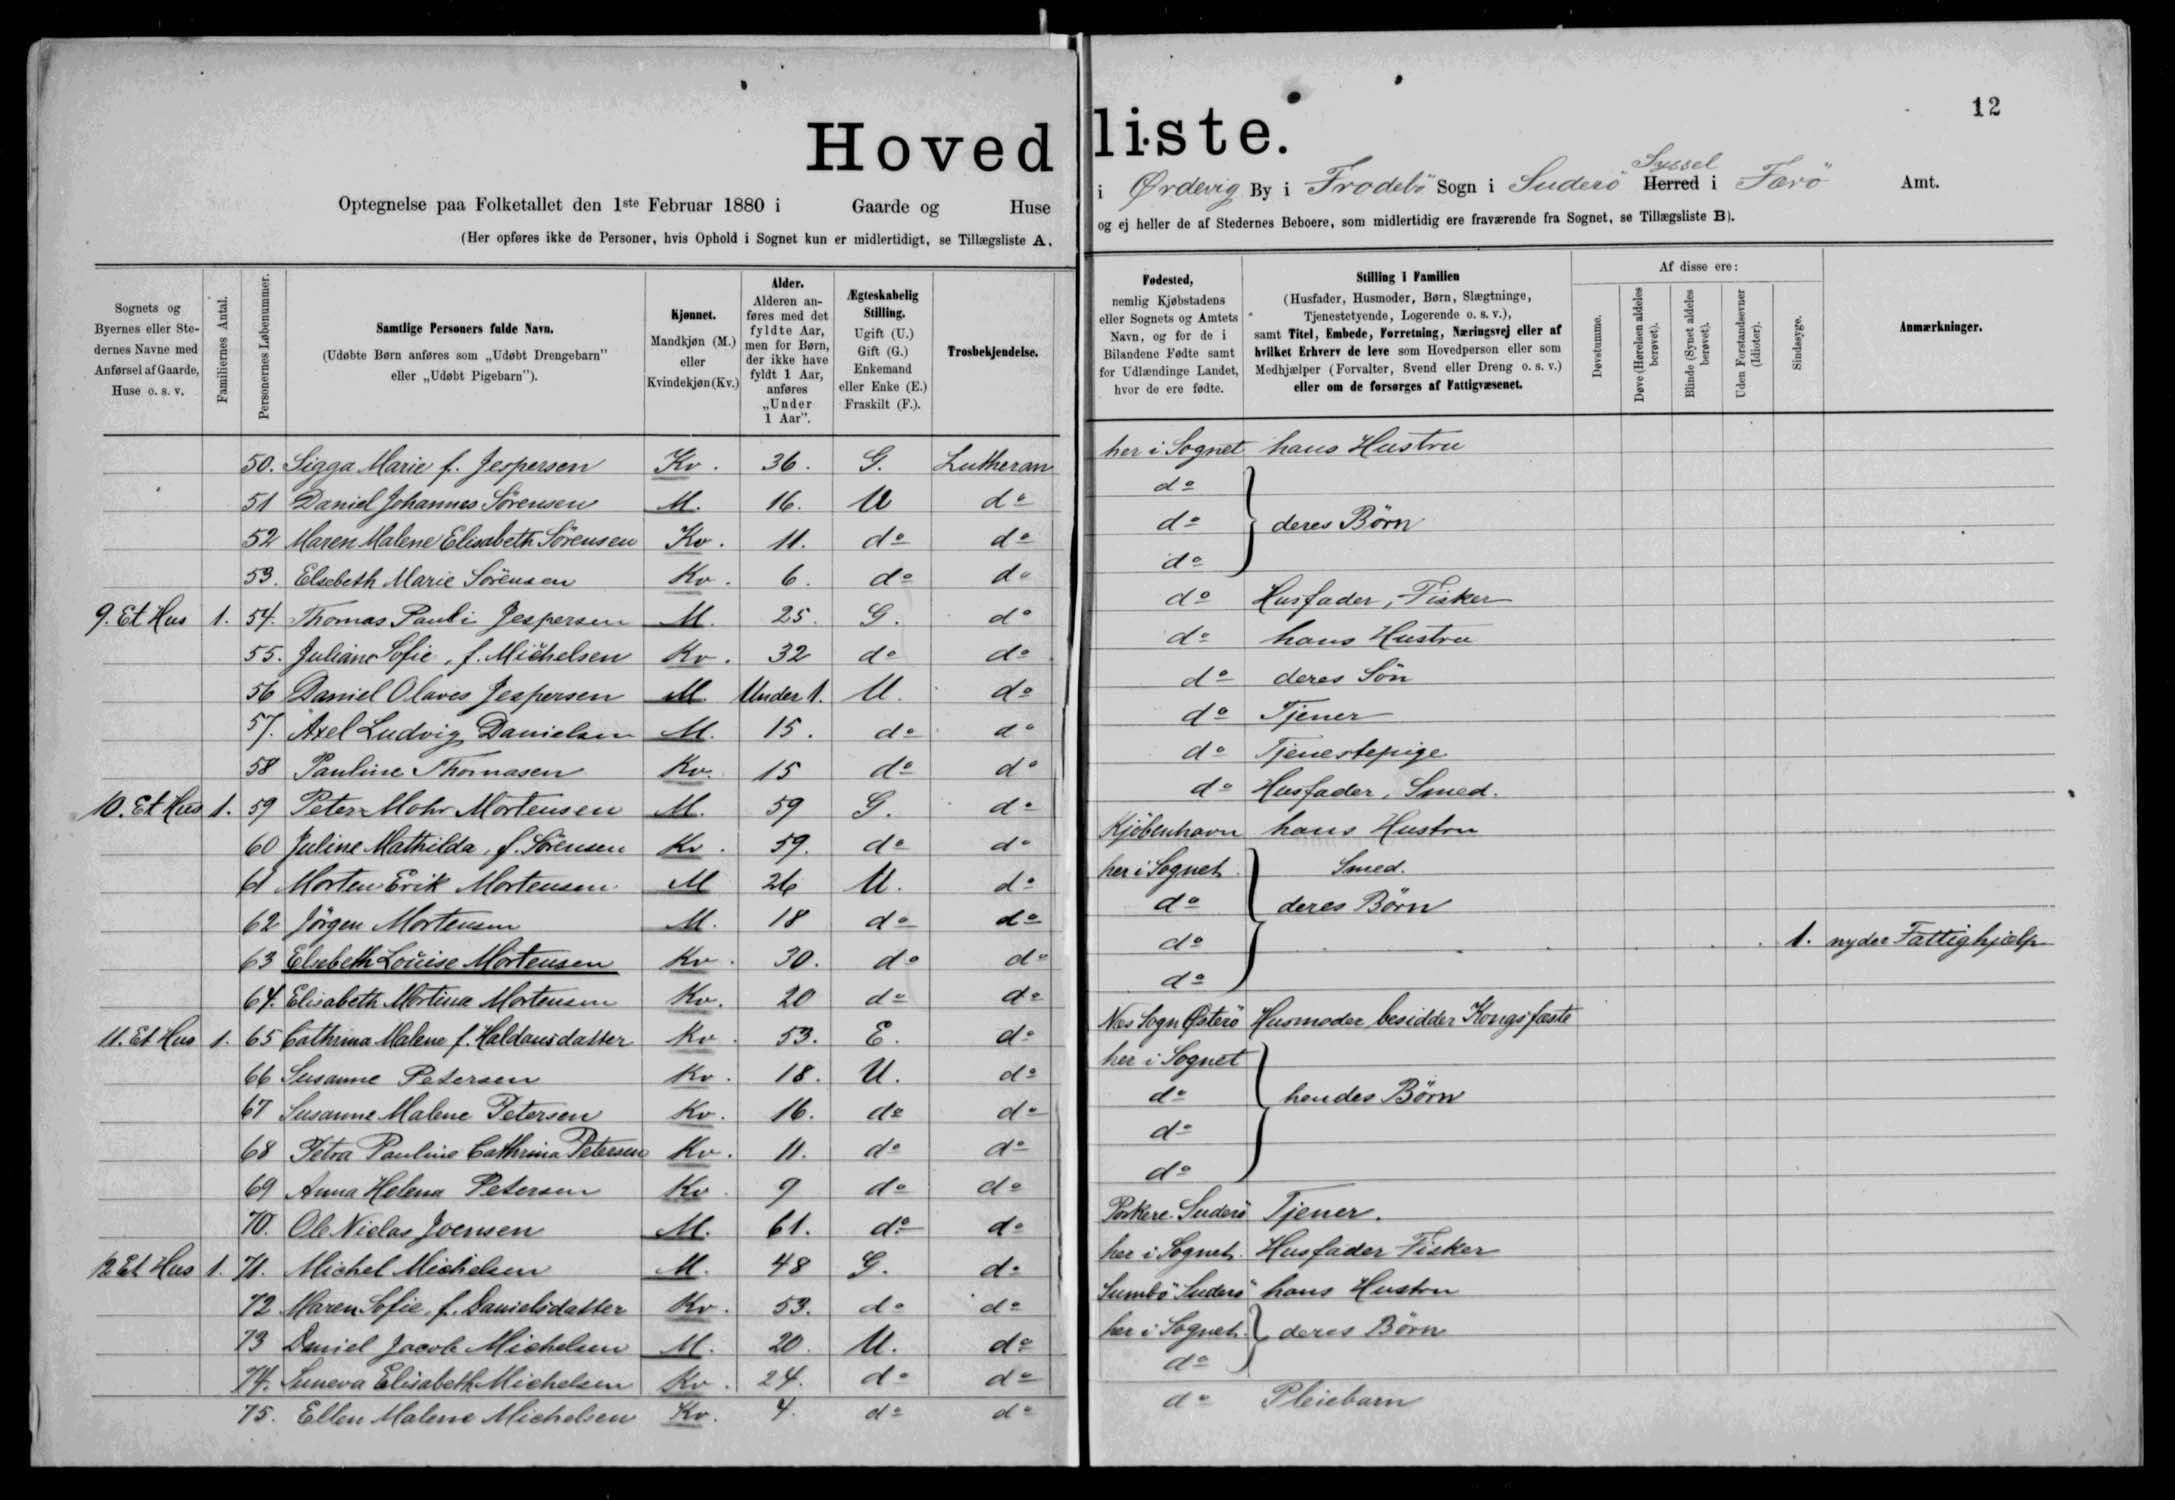 12
Hovedliste.
Optegnelse paa Folketallet den 1ste Februar 1880 i Gaarde og Huse i Ørdevig By i Frodebö Sogn i Suderö Syssel Herred i Færö Amt.
(Her opføres ikke de Personer, hvis Ophold i Sognet kun er midlertidigt, se Tillægsliste A, og ej heller de af Stedernes Beboere, som midlertidig ere fraværende fra Sognet, se Tillægsliste B).
Sognets og Byernes eller Stedernes Navne med Anførsel af Gaarde, Huse o. s. v.
Familiernes Antal.
Personernes Løbenummer.
Samtlige Personers fulde Navn. (Udøbte Børn anføres som „Udøbt Drengebarn" eller „Udøbt Pigebarn").
Kjønnet. Mandkjøn (M.) eller Kvindekjøn (Kv.)
Alder. Alderen anføres med det fyldte Aar, men for Børn, der ikke have fyldt 1 Aar, anføres „Under 1 Aar".
Ægteskabelig Stilling. Ugift (U.) Gift (G.) Enkemand eller Enke (E.) Fraskilt (F.).
Trosbekjendelse.
Fødested, nemlig Kjøbstadens eller Sognets og Amtets Navn, og for de i Bilandene Fødte samt for Udlændinge Landet, hvor de ere fødte.
Stilling i Familien (Husfader, Husmoder, Børn, Slægtninge, Tjenestetyende, Logerende o. s. v.), samt Titel, Embede, Forretning, Næringsvej eller af hvilket Erhverv de leve som Hovedperson eller som Medhjælper (Forvalter, Svend eller Dreng o. s. v.) eller om de forsørges af Fattigvæsenet.
Af disse ere:
Døvstumme.
Døve (Hørelsen aldeles berøvet).
Blinde (Synet aldeles berøvet).
Uden Forstandsevner (Idioter).
Sindssyge.
Anmærkninger.
50. Sigga Marie f. Jespersen Kv. 36. G. Lutheran her i Sognet hans Hustru
51 Daniel Johannes Sørensen M. 16. U do do
52 Maren Malene Elisabeth Sörensen Kv. 11. do do do deres Børn
53. Elsebeth Marie Sörensen Kv. 6. do do do
9. Et Hus 1. 54. Thomas Pauli Jespersen M. 25. G. do do Husfader, Fisker
55. Juliane Sofie, f. Michelsen Kv. 32 do do do hans Hustru
56 Daniel Olaves Jespersen M Under 1. U. do do deres Sön
57. Axel Ludvig Danielsen M. 15. do do do Tjener
58 Pauline Thomasen Kv. 15 do do do Tjenestepige
10. Et Hus 1. 59 Peter Mohr Mortensen M. 59 G. do do Husfader, Smed.
60 Juline Mathilda, f. Sörensen Kv. 59. do do Kjöbenhavn hans Hustru
61 Morten Erik Mortensen M 26 U. do her i Sognet Smed.
62 Jörgen Mortensen M. 18 do do do deres Børn
63 Elsebeth Louise Mortensen Kv. 30. do do do 1. nyder Fattighjælp
64. Elisabeth Mortina Mortensen Kv. 20 do do do
11. Et Hus 1. 65 Cathrina Malene f. Haldansdatter Kv. 53. E. do Nes Sogn Østerö Husmoder besidder Kongsfæste
66 Susanne Petersen Kv. 18. U. do her i Sognet
67 Susanne Malene Petersen Kv. 16. do do do hendes Børn
68 Petra Pauline Cathrina Petersen Kv. 11. do do do
69 Anna Helena Petersen Kv. 9 do do do
70. Ole Niclas Joensen M. 61. do do Porkere Suderö Tjener.
12 Et Hus 1. 71. Michel Michelsen M. 48 G. do her i Sognet. Husfader Fisker
72 Maren Sofie, f. Danielsdatter Kv. 53. do do Sumbö Suderö hans Hustru
73 Daniel Jacob Michelsen M. 20. U. do her i Sognet. deres Børn
74. Suneva Elisabeth Michelsen Kv. 24. do do do
75. Ellen Malene Michelsen Kv. 4. do do do Pleiebarn